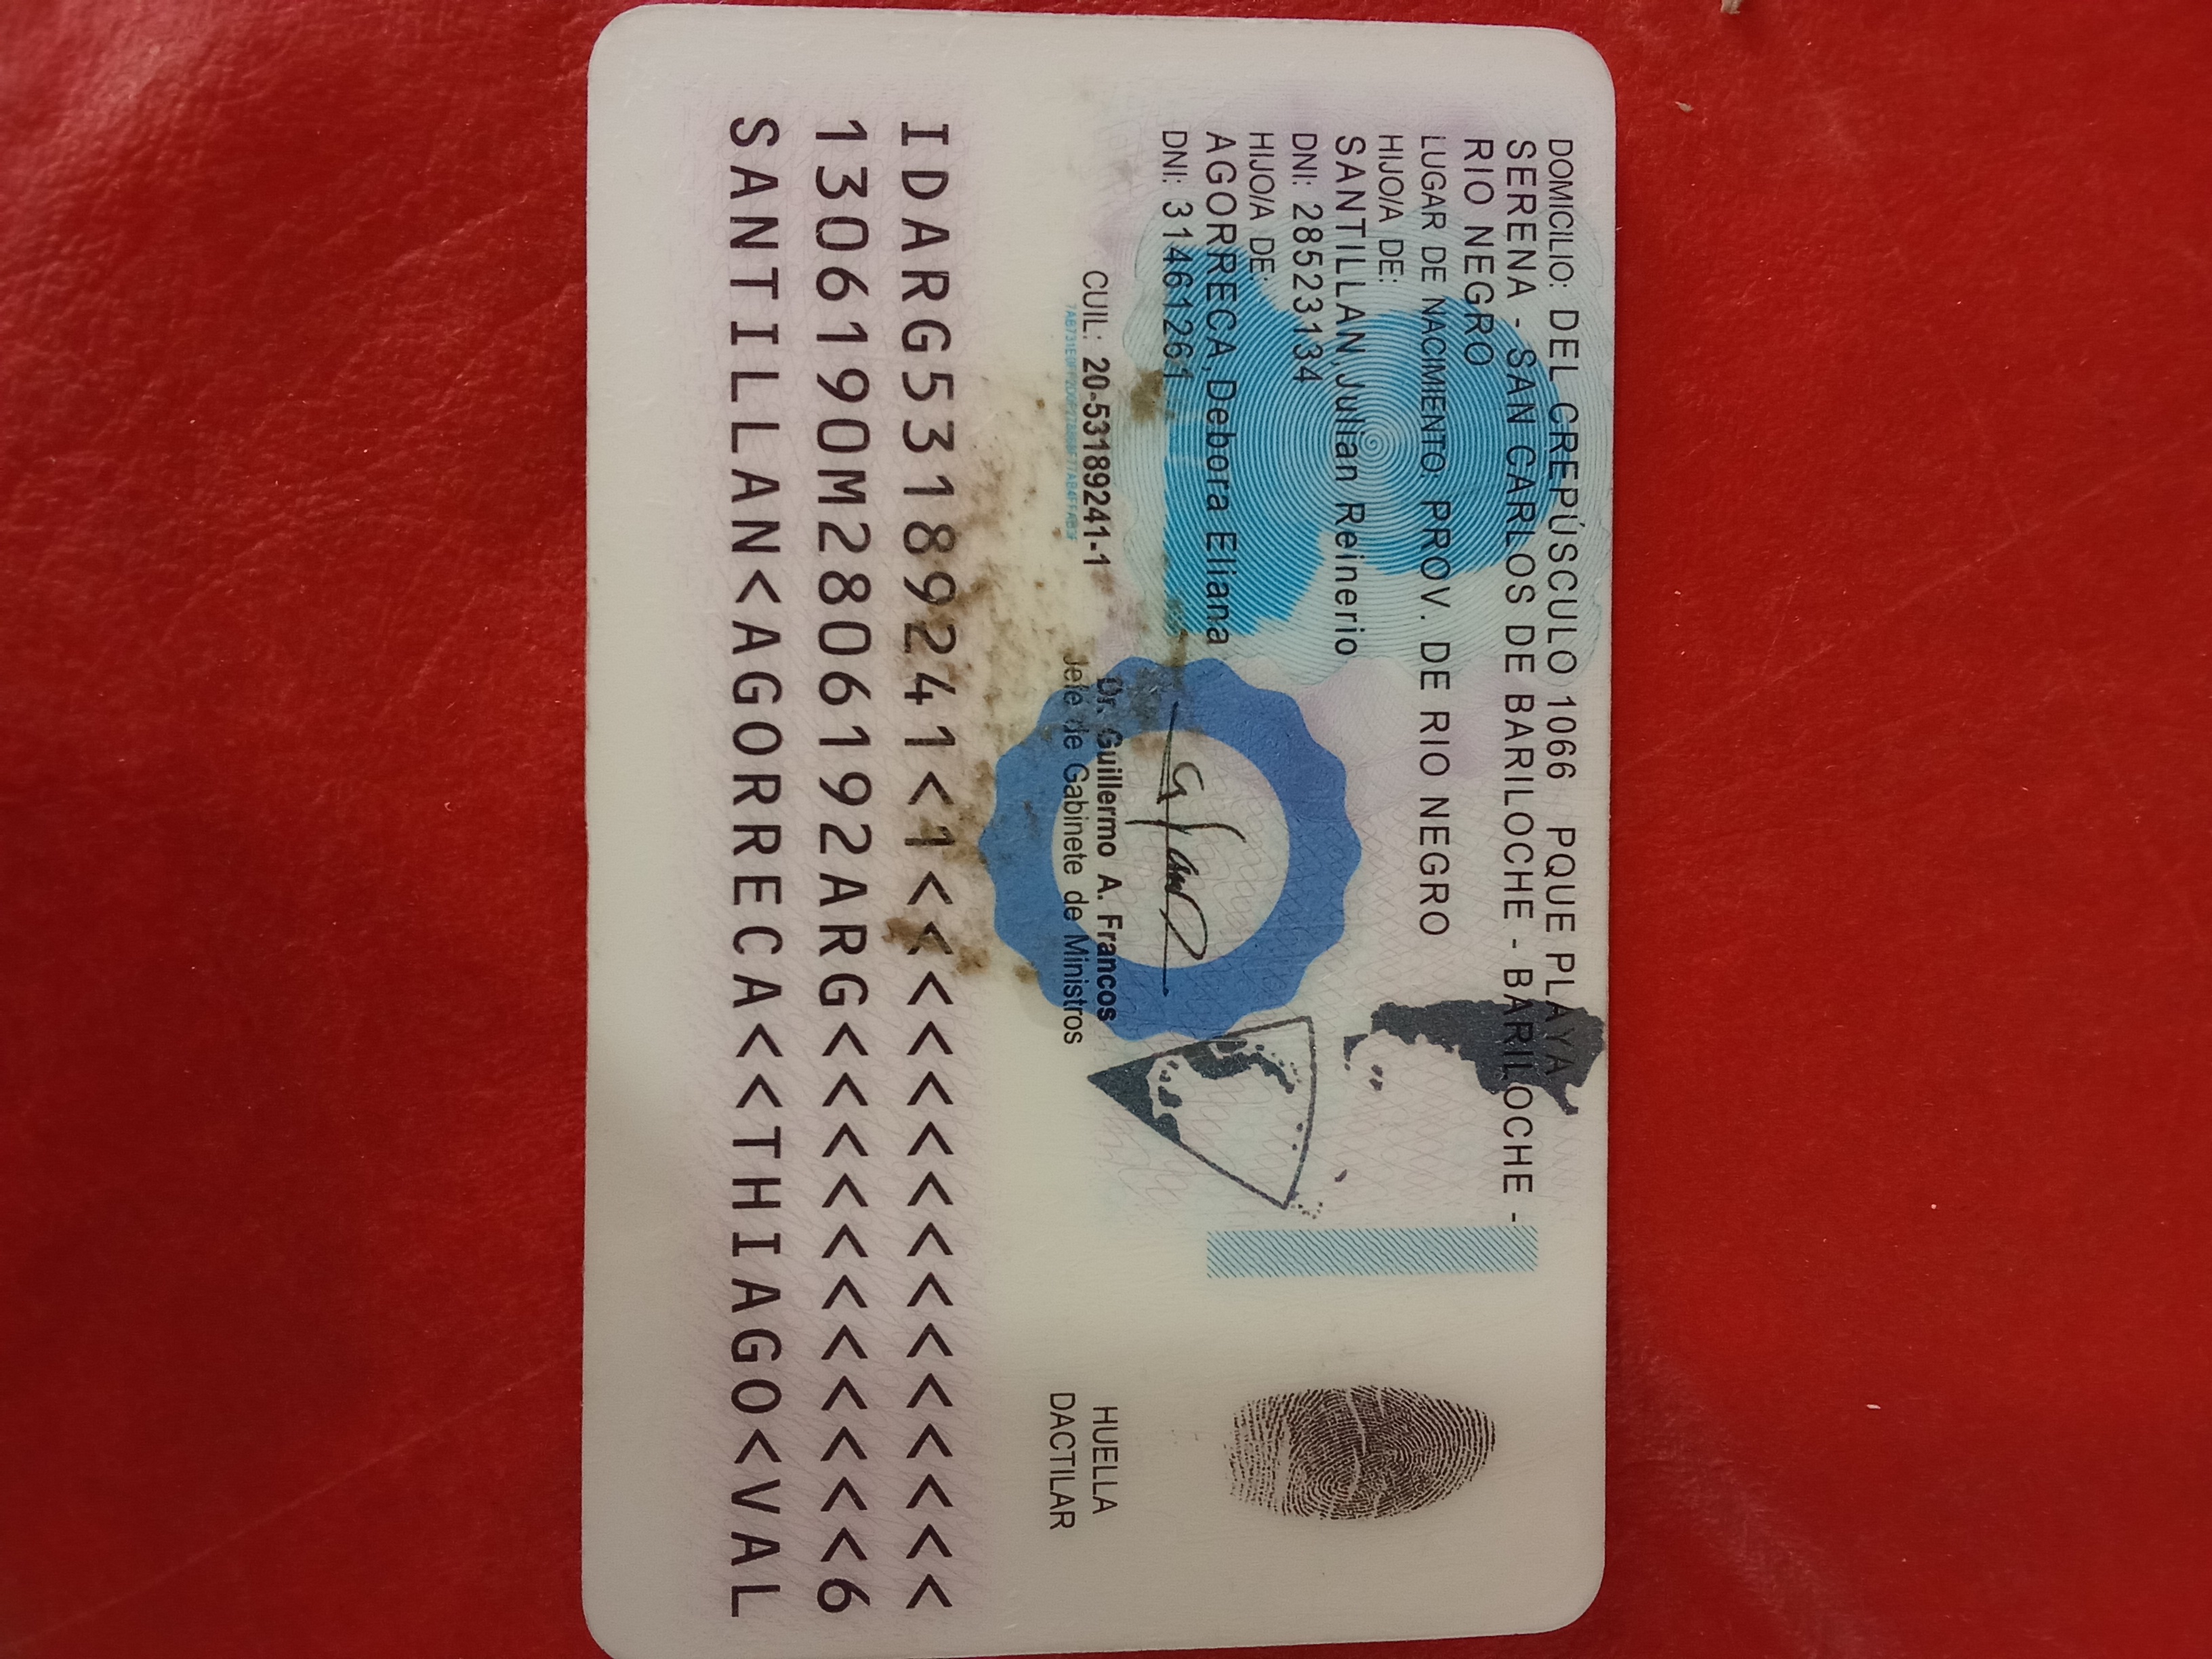 DOMICILIO: DEL CREPÚSCULO 1066 PQUE PLAYA
SERENA - SAN CARLOS DE BARILOCHE - BARILOCHE -
RIO NEGRO
LUGAR DE NACIMIENTO: PROV. DE RIO NEGRO
HIJO/A DE:
SANTILLAN,Julian Reinerio
DNI: 28523134
HIJO/A DE:
AGORRECA,Debora Eliana
DNI: 31461261
CUIL: 20-53189241-1
Dr. Guillermo A. Francos
Jefe de Gabinete de Ministros
HUELLA
DACTILAR
IDARG53189241<1<<<<<<<<<<<<<<<
1306190M2806192ARG<<<<<<<<<<<6
SANTILLAN<AGORRECA<<THIAGO<VAL